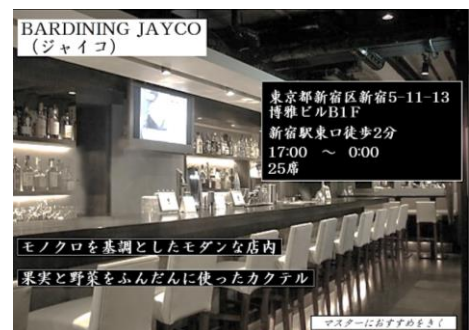 BARDINING JAYCO
（ジャイコ）
東京都新宿区新宿5-11-13
博雅ビルB1F
新宿駅東口徒歩2分
17:00 ～ 0:00
25席
モノクロを基調としたモダンな店内
果実と野菜をふんだんに使ったカクテル
マスターにおすすめをきく